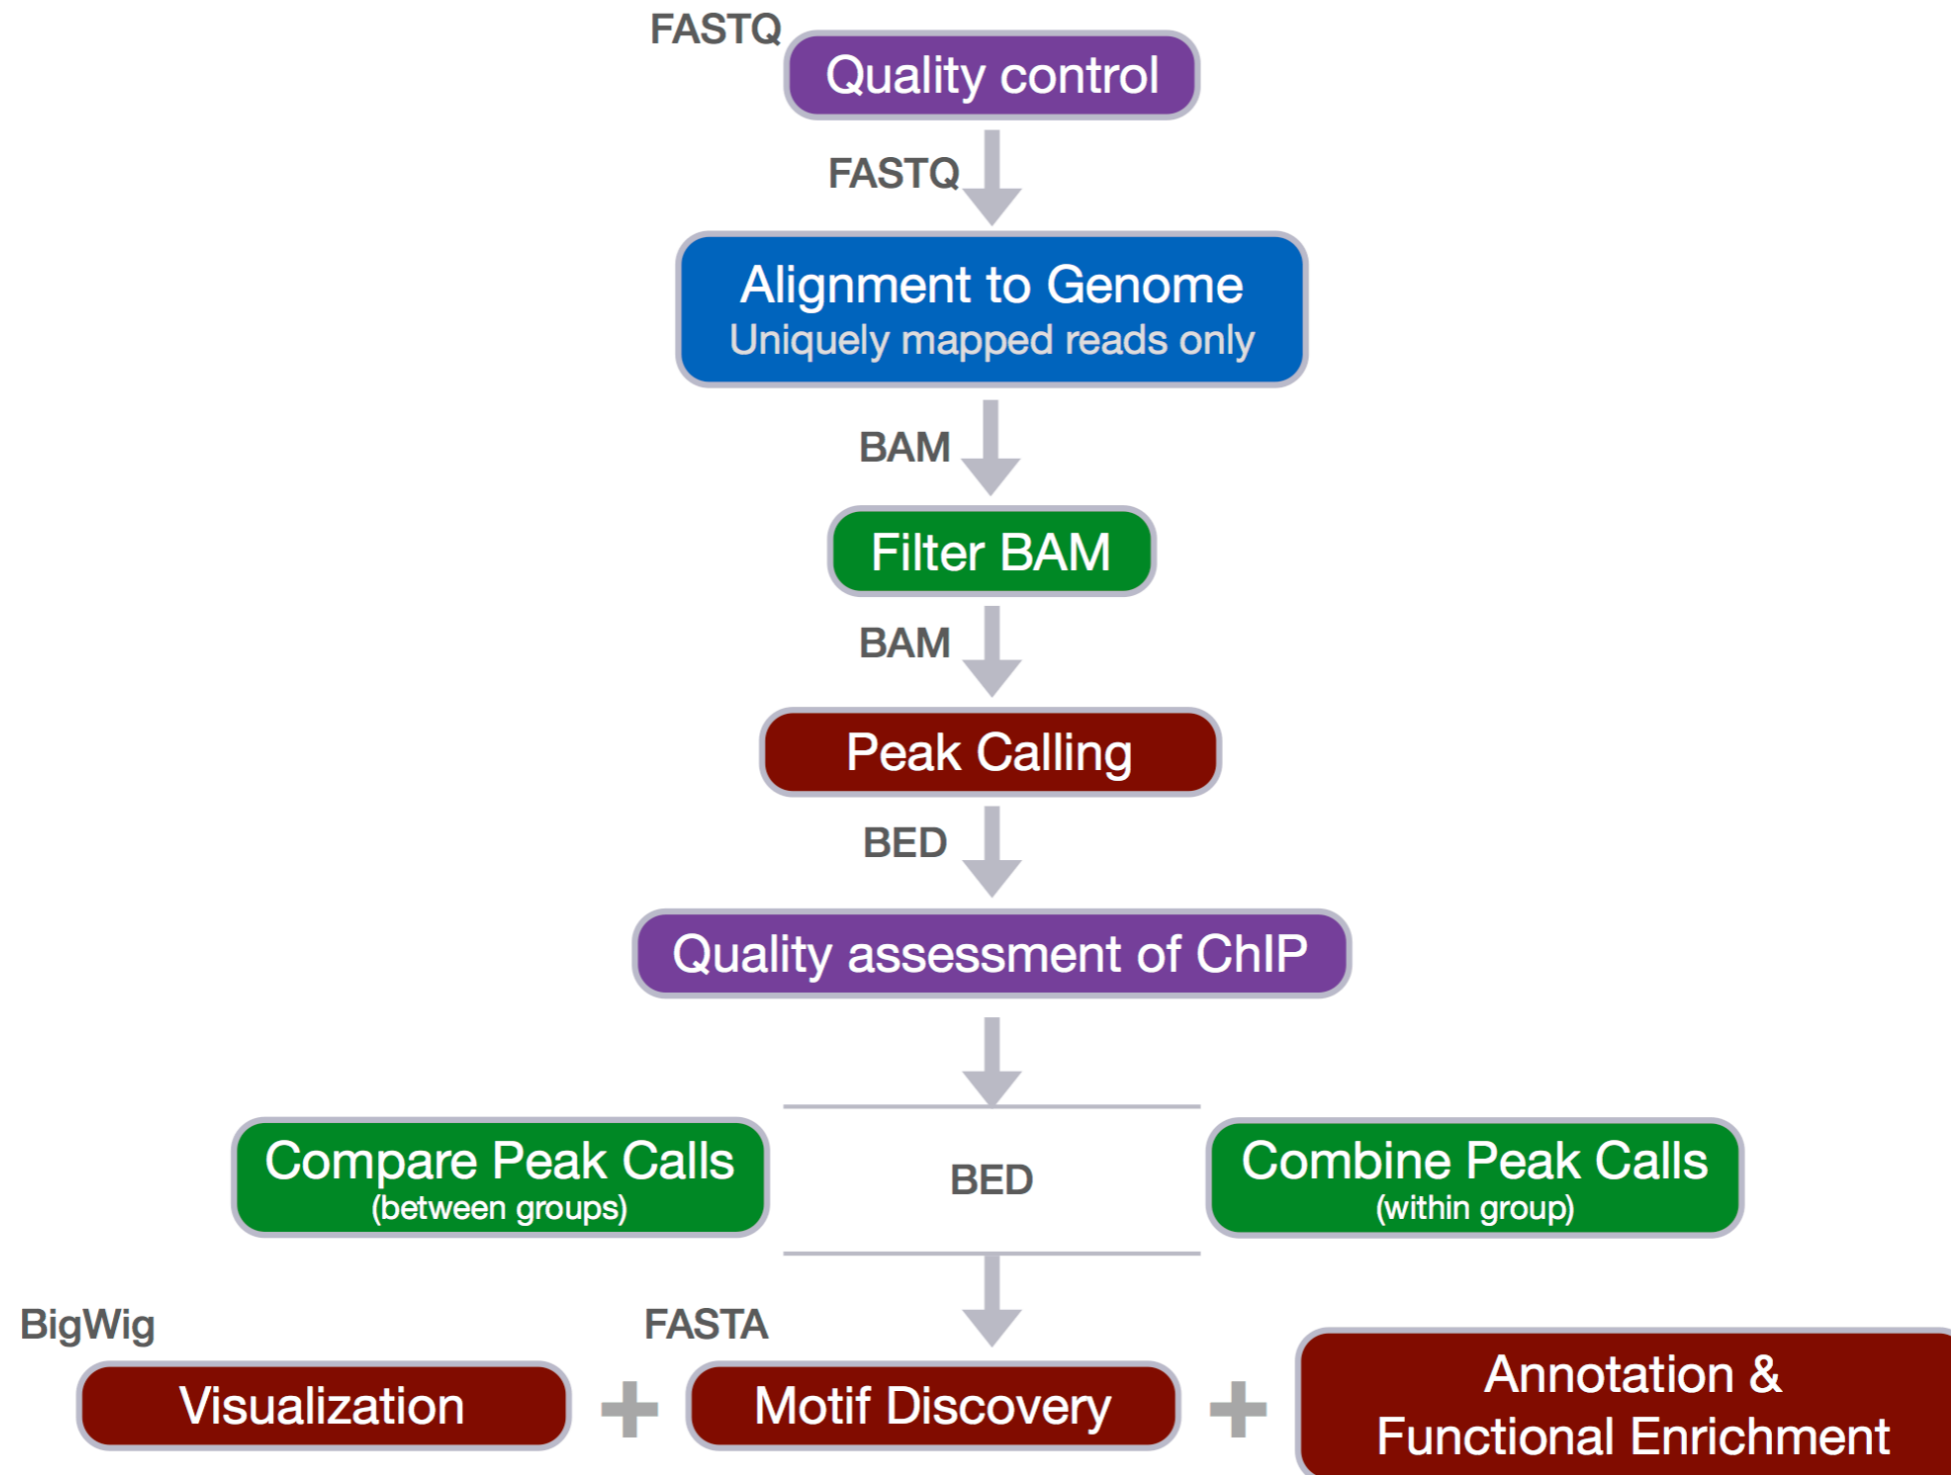 FASTQ
Quality control
FASTQ
Alignment to Genome
Uniquely mapped reads only
BAM
Filter BAM
BAM
Peak Calling
BED
Quality assessment of ChIP
Compare Peak Calls
(between groups)
BED
Combine Peak Calls
(within group)
BigWig
Visualization
+
FASTA
Motif Discovery
+
Annotation &
Functional Enrichment